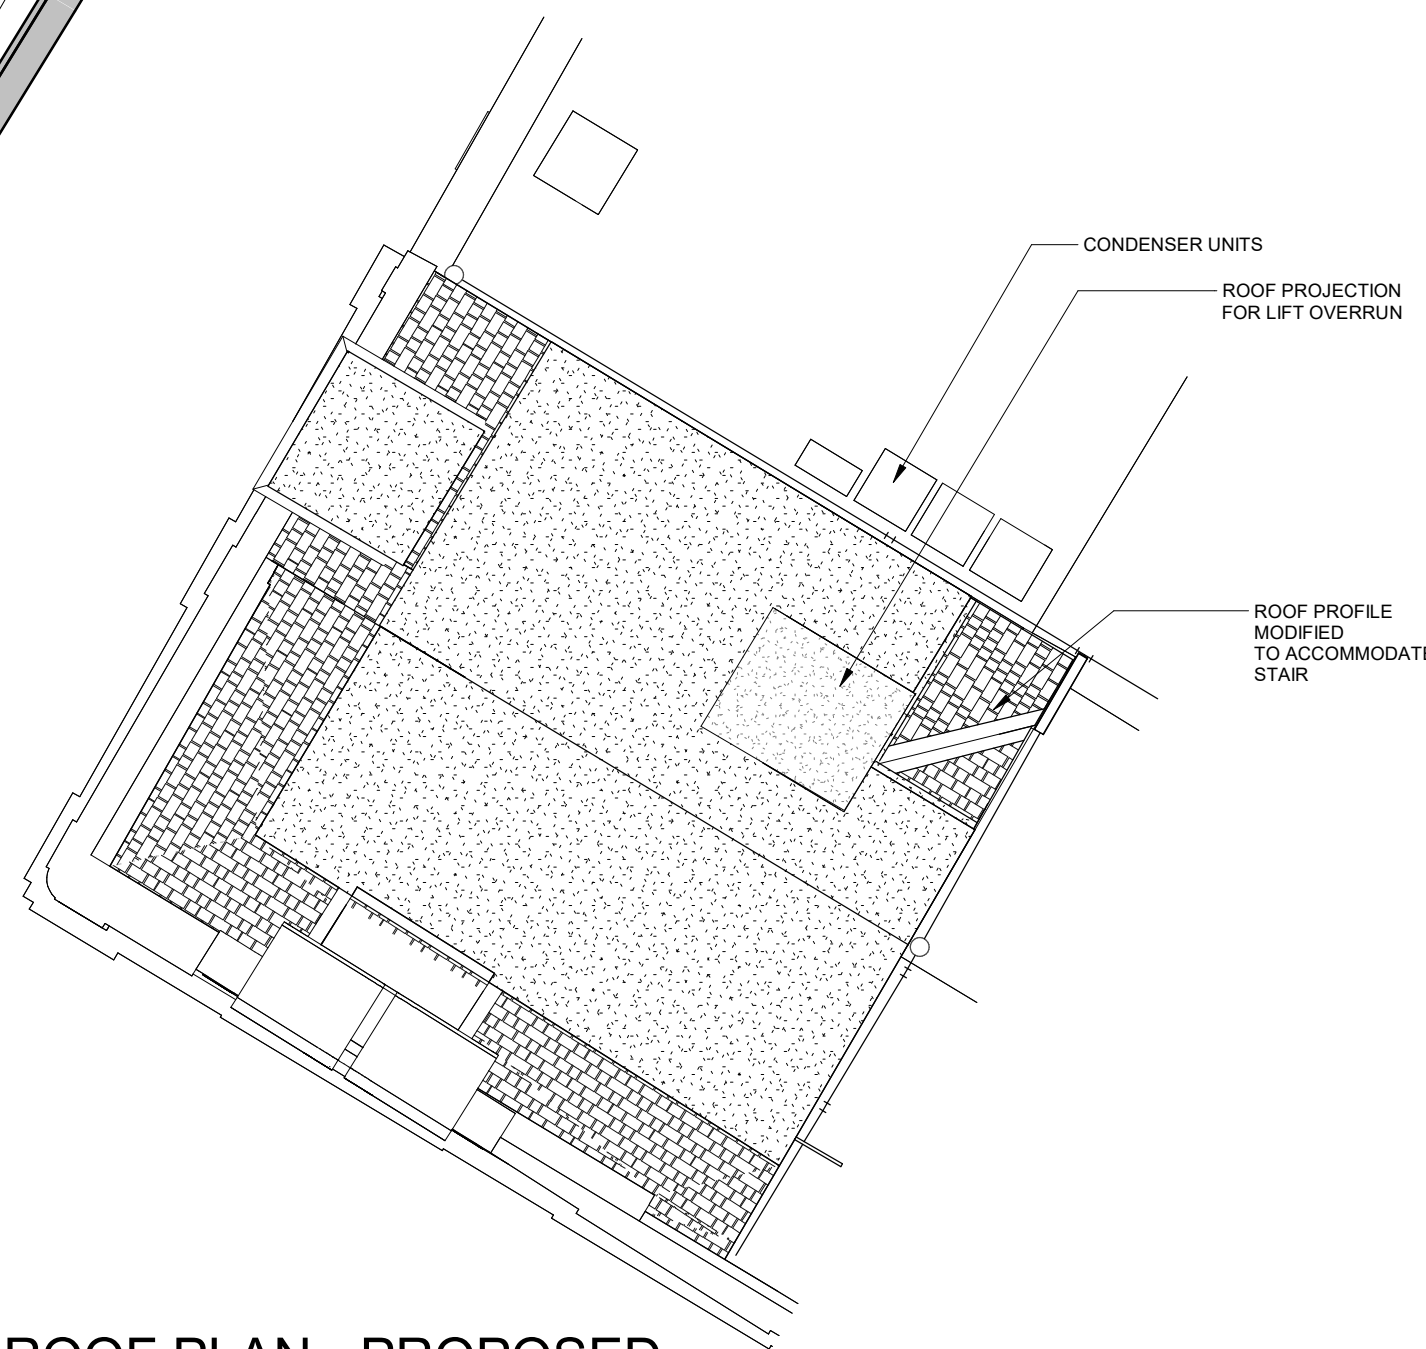 CONDENSER UNITS
ROOF PROJECTION
FOR LIFT OVERRUN
ROOF PROFILE
MODIFIED
TO ACCOMMODATE
STAIR
ROOF PLAN - PROPOSED